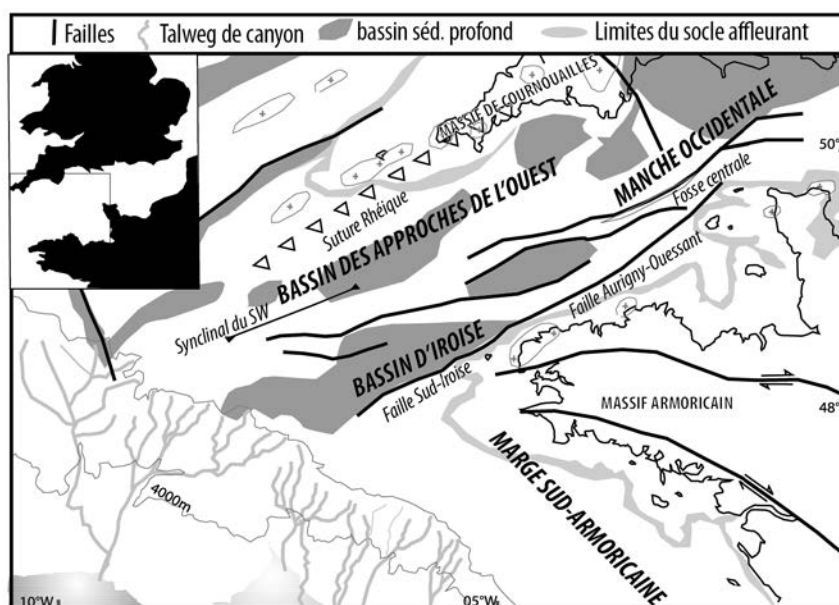 Failles Talweg de canyon bassin séd. profond Limites du socle affleurant
MASSIF DE COURNOUAILLES
MANCHE OCCIDENTALE
50°
Fosse centrale
Suture Rhéique
BASSIN DES APPROCHES DE L'OUEST
Faille Aurigny-Ouessant
Synclinal du SW
BASSIN D'IROISE
Faille Sud-Iroise
MASSIF ARMORICAIN
48°
MARGE SUD-ARMORICAINE
4000m
10°W
05°W